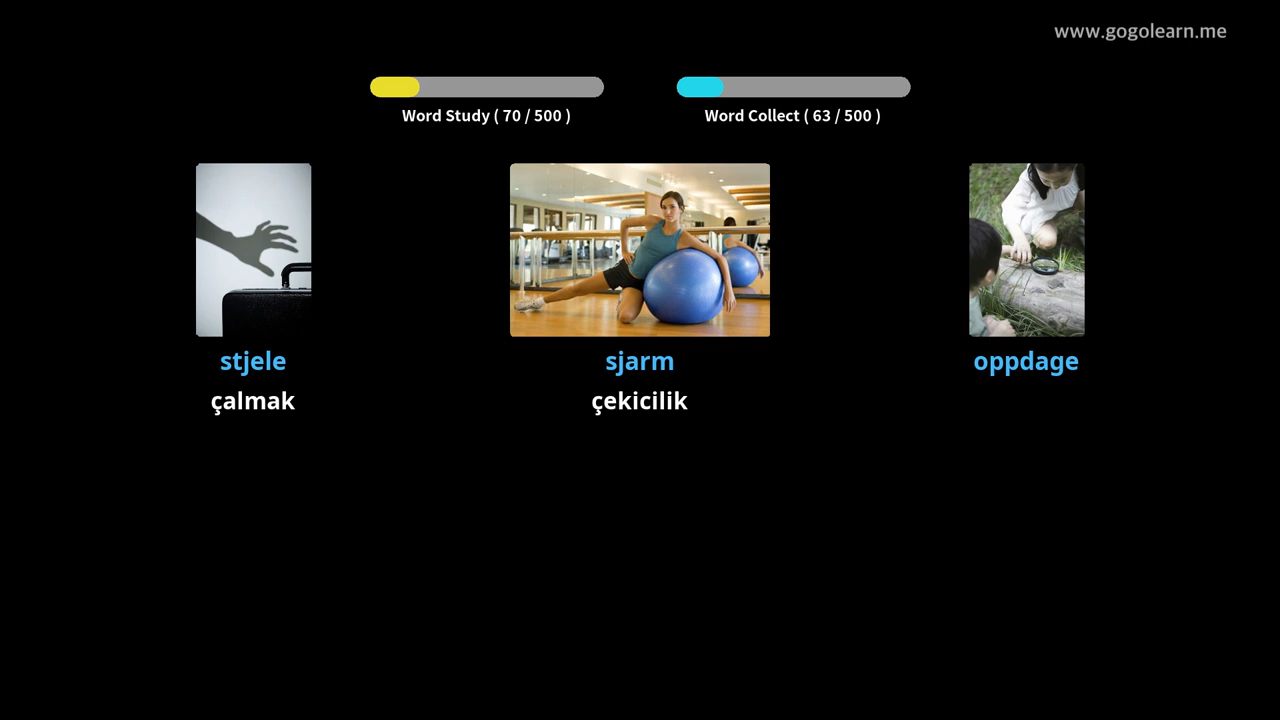 www.gogolearn.me
Word Study ( 70 / 500 )
Word Collect ( 63 / 500 )
stjele
çalmak
sjarm
çekicilik
oppdage